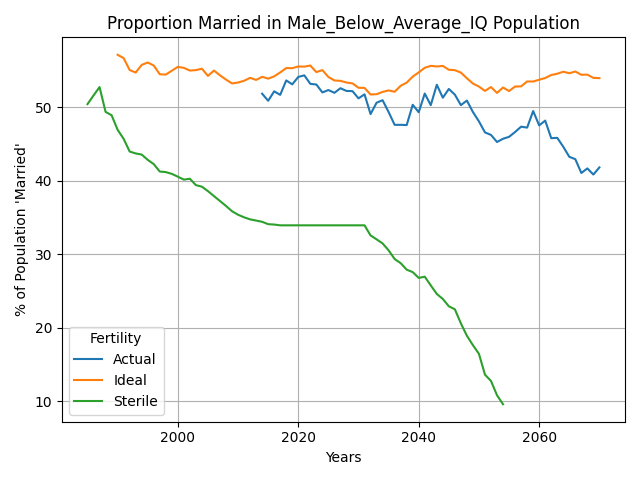 Proportion Married in Male_Below_Average_IQ Population
% of Population 'Married'
50
40
30
20
10
Fertility
Actual
Ideal
Sterile
2000 2020 2040 2060
Years